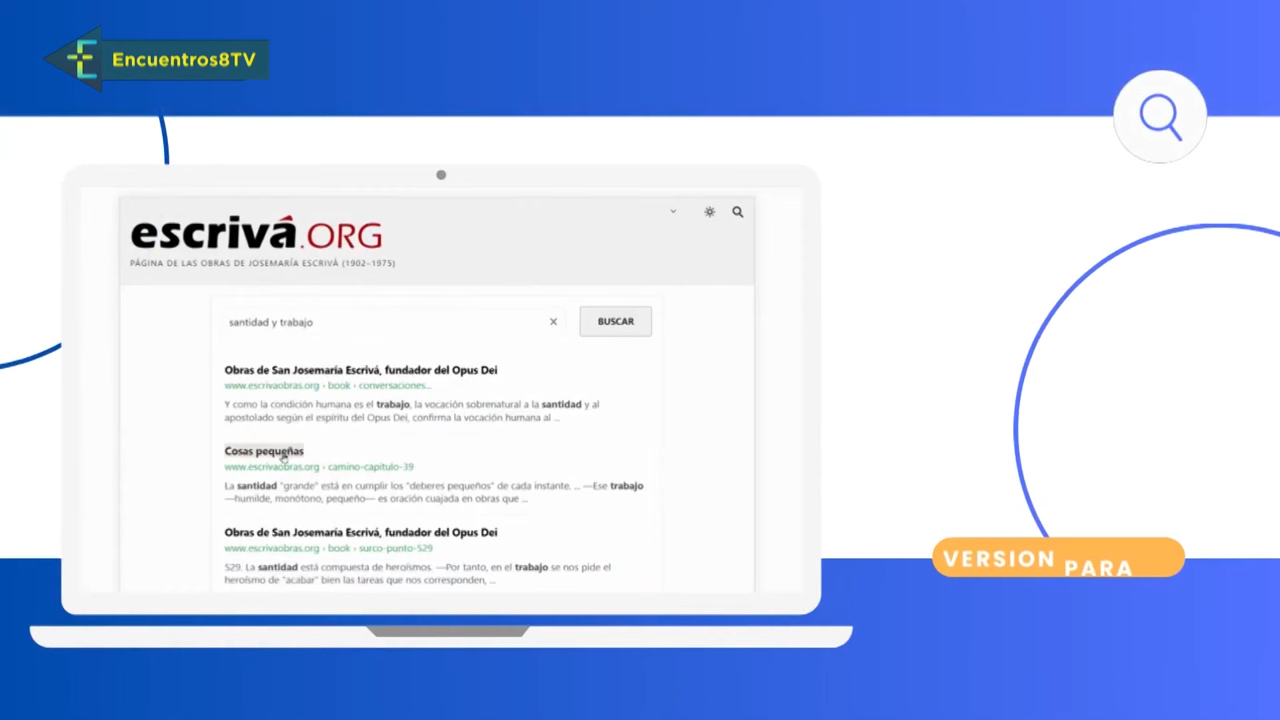 Encuentros8TV
escrivá.ORG
PÁGINA DE LAS OBRAS DE JOSEMARÍA ESCRIVÁ (1902-1975)
santidad y trabajo
BUSCAR
Obras de San Josemaría Escrivá, fundador del Opus Dei
www.escrivaobras.org › book › conversaciones...
Y como la condición humana es el trabajo, la vocación sobrenatural a la santidad y al
apostolado según el espíritu del Opus Dei, confirma la vocación humana al ...
Cosas pequeñas
www.escrivaobras.org › camino-capitulo-39
La santidad "grande" está en cumplir los "deberes pequeños" de cada instante. ... —Ese trabajo
—humilde, monótono, pequeño— es oración cuajada en obras que ...
Obras de San Josemaría Escrivá, fundador del Opus Dei
www.escrivaobras.org › book › surco-punto-529
529. La santidad está compuesta de heroísmos. —Por tanto, en el trabajo se nos pide el
heroísmo de "acabar" bien las tareas que nos corresponden, ...
VERSION PARA